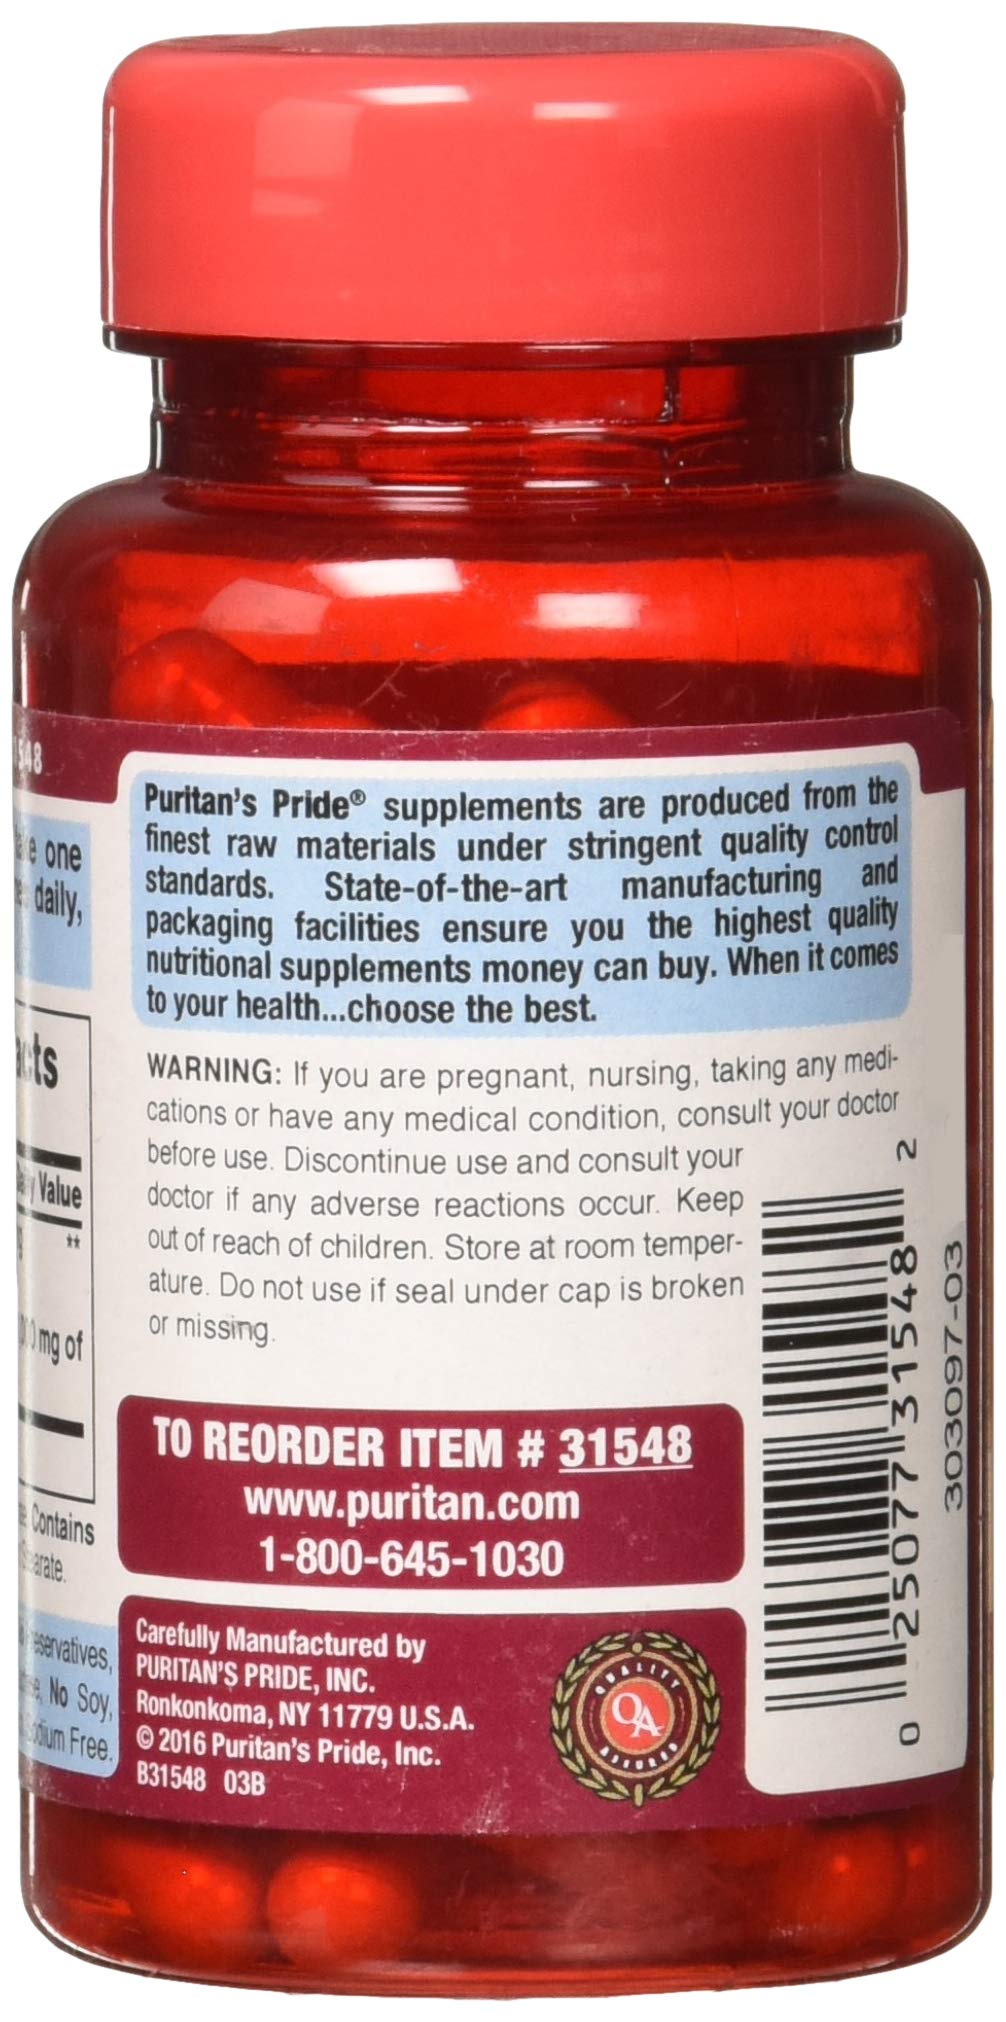 Puritan's Pride® supplements are produced from the
finest raw materials under stringent quality control
standards. State-of-the-art manufacturing and
packaging facilities ensure you the highest quality
nutritional supplements money can buy. When it comes
to your health...choose the best.
WARNING: If you are pregnant, nursing, taking any medi-
cations or have any medical condition, consult your doctor
before use. Discontinue use and consult your
doctor if any adverse reactions occur. Keep
out of reach of children. Store at room temper-
ature. Do not use if seal under cap is broken
or missing.
TO REORDER ITEM # 31548
www.puritan.com
1-800-645-1030
Carefully Manufactured by
PURITAN'S PRIDE, INC.
Ronkonkoma, NY 11779 U.S.A.
© 2016 Puritan's Pride, Inc.
B31548 03B
QUALITY
QA
ASSURED
0 25077 31548 2
303097-03
one
daily,
Value
**
mg of
Contains
No Soy,
Free.